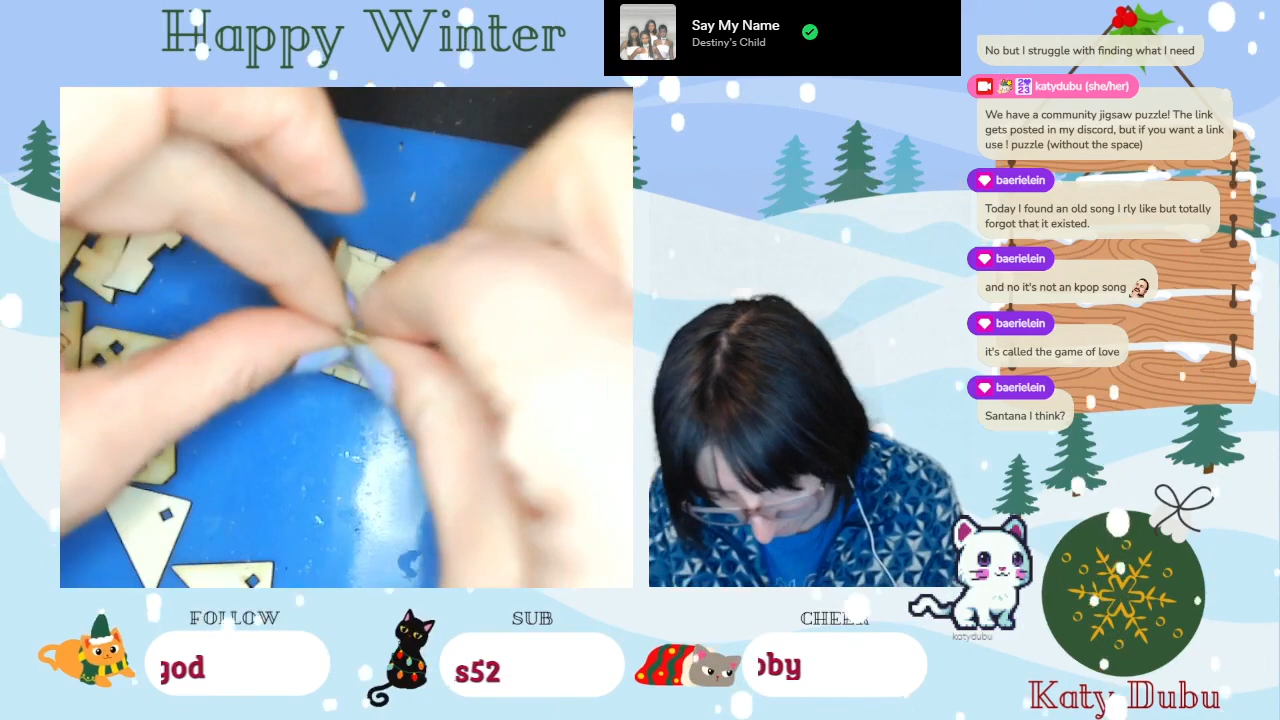 Happy Winter
Say My Name
Destiny's Child
No but I struggle with finding what I need
katydubu (she/her)
We have a community jigsaw puzzle! The link
gets posted in my discord, but if you want a link
use ! puzzle (without the space)
baerielein
Today I found an old song I rly like but totally
forgot that it existed.
baerielein
and no it's not an kpop song
baerielein
it's called the game of love
baerielein
Santana I think?
katydubu
FOLLOW
god
SUB
s52
CHEER
oby
Katy Dubu